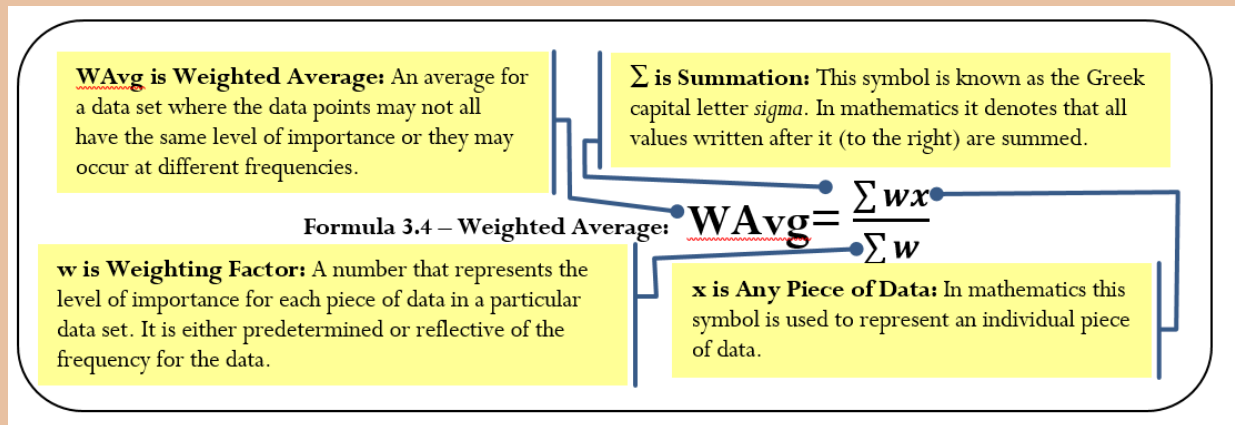 WAvg is Weighted Average: An average for
a data set where the data points may not all
have the same level of importance or they may
occur at different frequencies.
∑ is Summation: This symbol is known as the Greek
capital letter sigma. In mathematics it denotes that all
values written after it (to the right) are summed.
Formula 3.4 – Weighted Average: WAvg= ∑ wx / ∑ w
w is Weighting Factor: A number that represents the
level of importance for each piece of data in a particular
data set. It is either predetermined or reflective of the
frequency for the data.
x is Any Piece of Data: In mathematics this
symbol is used to represent an individual piece
of data.